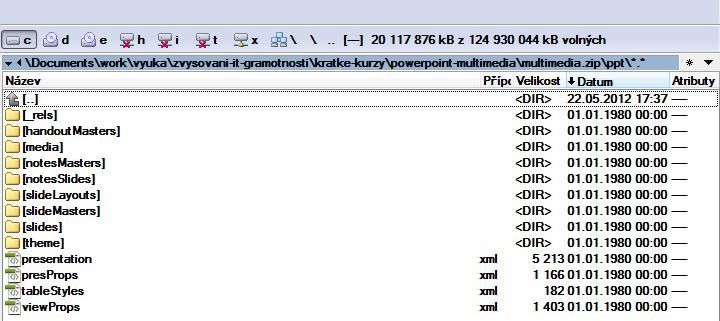 c d e h i t x \ \ .. [—] 20 117 876 kB z 124 930 044 kB volných
\Documents\work\vyuka\zvysovani-it-gramotnosti\kratke-kurzy\powerpoint-multimedia\multimedia.zip\ppt\*.* * ▼
Název Přípo Velikost Datum Atributy
[..] <DIR> 22.05.2012 17:37 —
[_rels] <DIR> 01.01.1980 00:00 —
[handoutMasters] <DIR> 01.01.1980 00:00 —
[media] <DIR> 01.01.1980 00:00 —
[notesMasters] <DIR> 01.01.1980 00:00 —
[notesSlides] <DIR> 01.01.1980 00:00 —
[slideLayouts] <DIR> 01.01.1980 00:00 —
[slideMasters] <DIR> 01.01.1980 00:00 —
[slides] <DIR> 01.01.1980 00:00 —
[theme] <DIR> 01.01.1980 00:00 —
presentation xml 5 213 01.01.1980 00:00 —
presProps xml 1 166 01.01.1980 00:00 —
tableStyles xml 182 01.01.1980 00:00 —
viewProps xml 1 403 01.01.1980 00:00 —